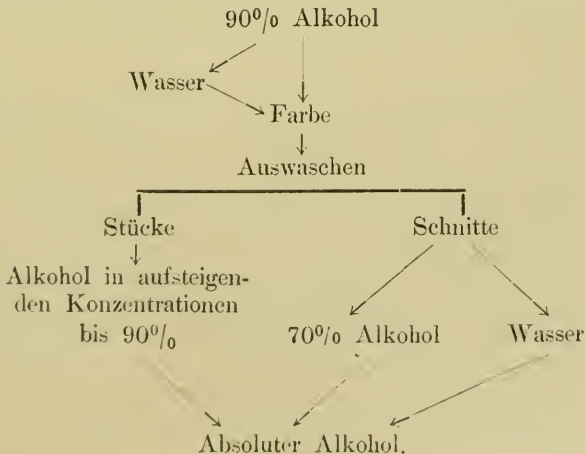 90% Alkohol
Wasser
Farbe
Auswaschen
Stücke
Schnitte
Alkohol in aufsteigen-
den Konzentrationen
bis 90%
70% Alkohol
Wasser
Absoluter Alkohol.